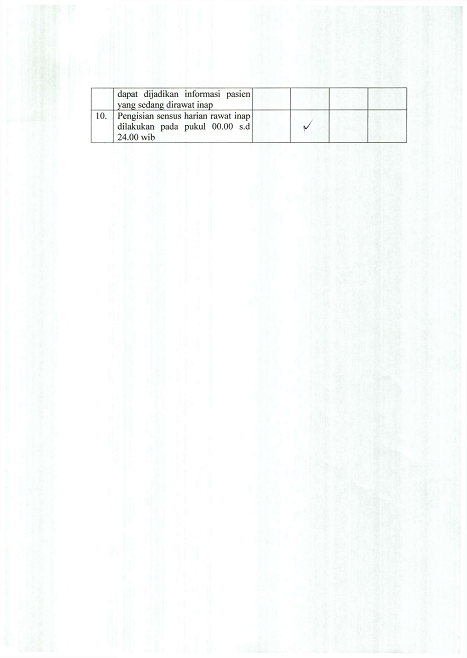 dapat dijadikan informasi pasien
yang sedang dirawat inap
10. Pengisian sensus harian rawat inap
dilakukan pada pukul 00.00 s.d
24.00 wib